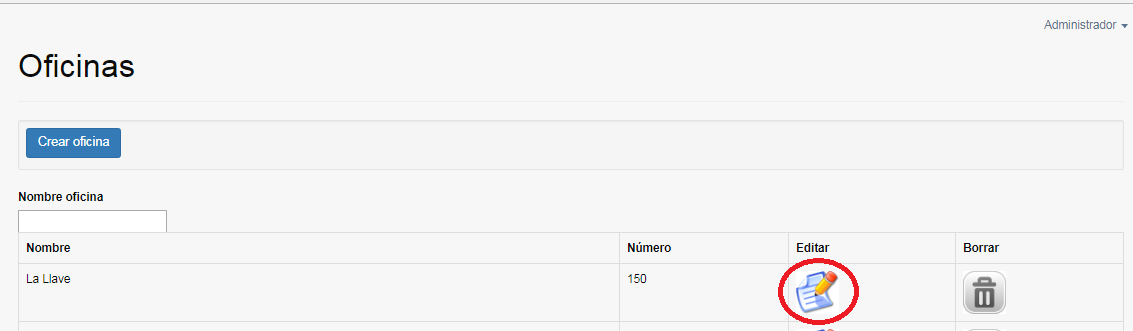 Administrador
Oficinas
Crear oficina
Nombre oficina
Nombre Número Editar Borrar
La Llave 150